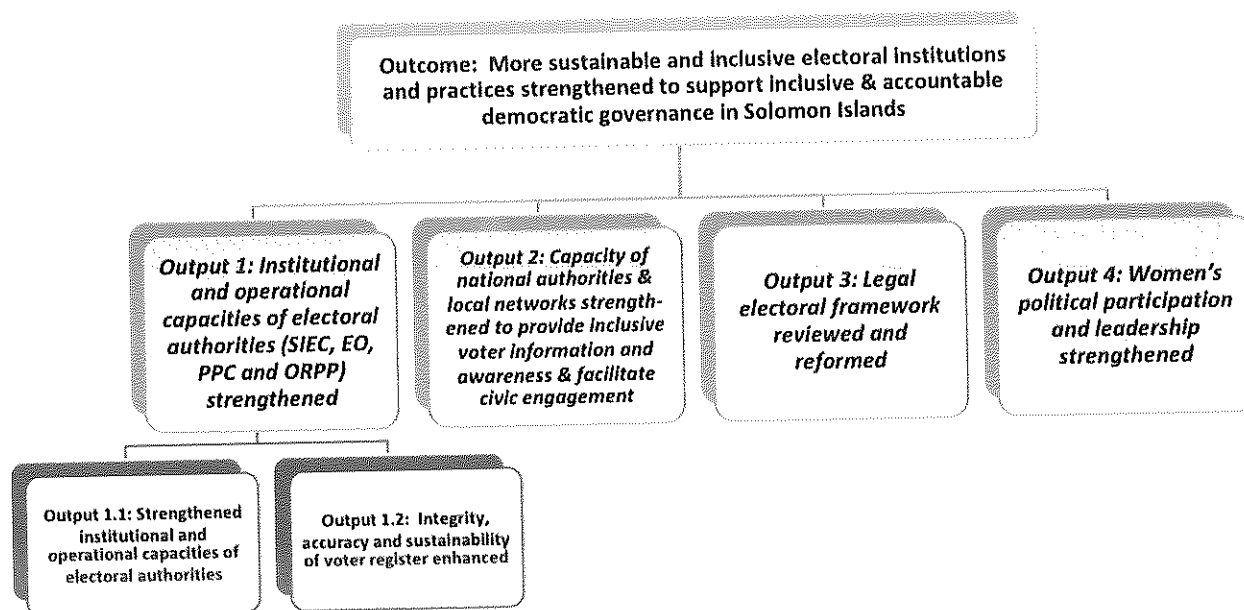 Outcome: More sustainable and inclusive electoral institutions
and practices strengthened to support inclusive & accountable
democratic governance in Solomon Islands
Output 1: Institutional
and operational
capacities of electoral
authorities (SIEC, EO,
PPC and ORPP)
strengthened
Output 2: Capacity of
national authorities &
local networks strength-
ened to provide inclusive
voter information and
awareness & facilitate
civic engagement
Output 3: Legal
electoral framework
reviewed and
reformed
Output 4: Women's
political participation
and leadership
strengthened
Output 1.1: Strengthened
institutional and
operational capacities of
electoral authorities
Output 1.2: Integrity,
accuracy and sustainability
of voter register enhanced